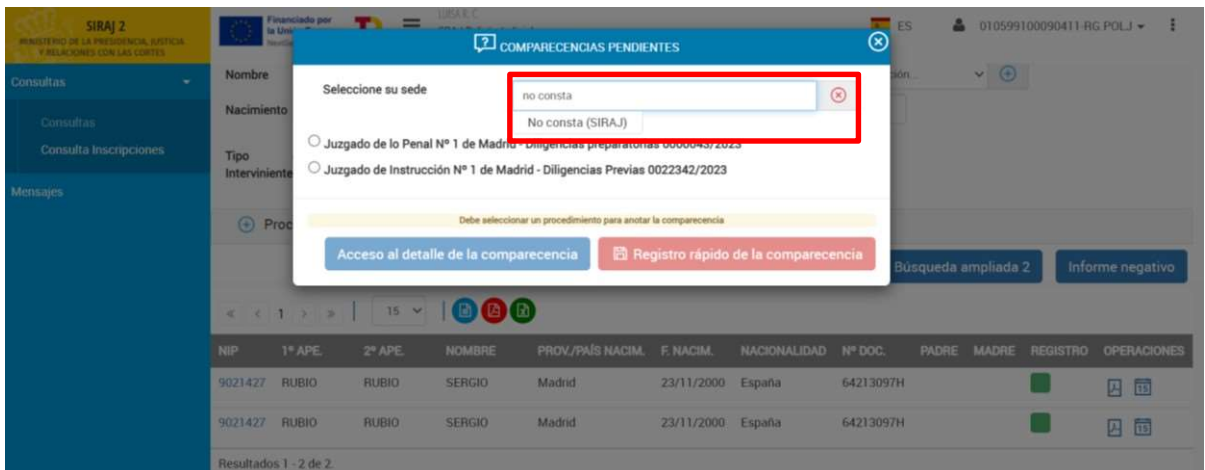 SIRAJ 2
MINISTERIO DE LA PRESIDENCIA, JUSTICIA
Y RELACIONES CON LAS CORTES
Financiado por
ES
010599100090411-RG POLJ
Consultas
Consultas
Consulta Inscripciones
Mensajes
Nombre
Nacimiento
Tipo
Interviniente
COMPARECENCIAS PENDIENTES
Seleccione su sede
no consta
No consta (SIRAJ)
Juzgado de lo Penal Nº 1 de Madrid - Diligencias preparatorias 0000043/2023
Juzgado de Instrucción Nº 1 de Madrid - Diligencias Previas 0022342/2023
Debe seleccionar un procedimiento para anotar la comparecencia
Acceso al detalle de la comparecencia
Registro rápido de la comparecencia
Proc
Búsqueda ampliada 2
Informe negativo
« < 1 > » 15
NIP 1º APE. 2º APE. NOMBRE PROV./PAÍS NACIM. F. NACIM. NACIONALIDAD Nº DOC. PADRE MADRE REGISTRO OPERACIONES
9021427 RUBIO RUBIO SERGIO Madrid 23/11/2000 España 64213097H 15
9021427 RUBIO RUBIO SERGIO Madrid 23/11/2000 España 64213097H 15
Resultados 1 - 2 de 2.